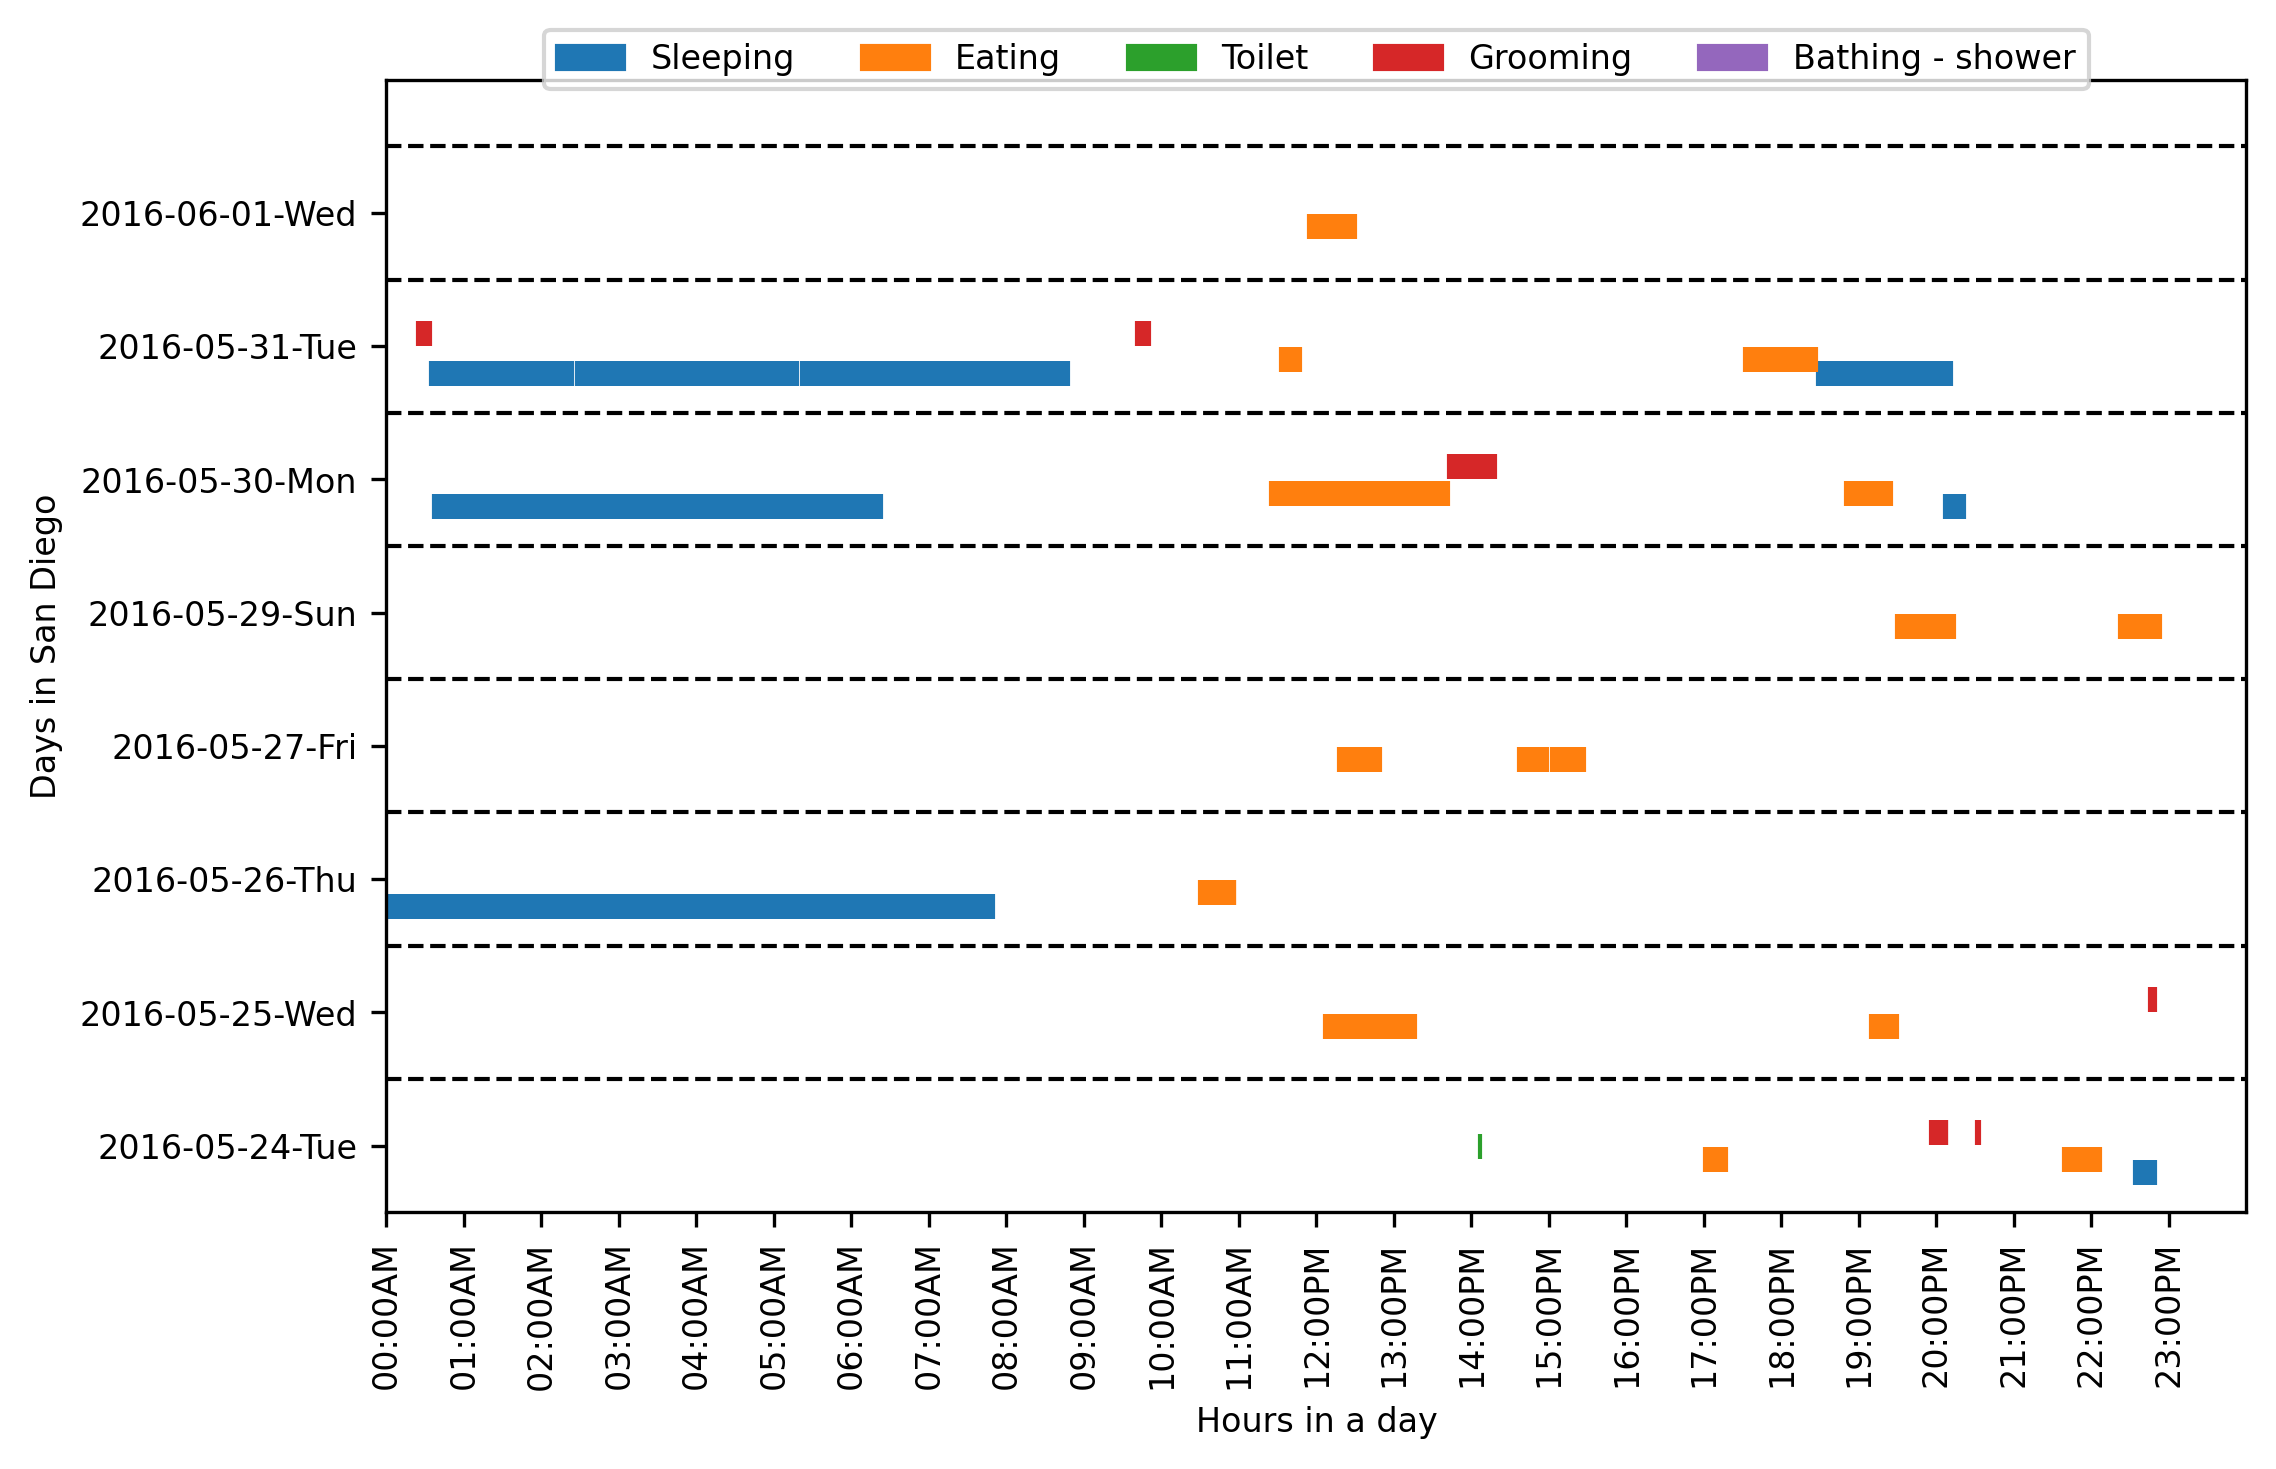 Sleeping Eating Toilet Grooming Bathing - shower
2016-06-01-Wed
2016-05-31-Tue
2016-05-30-Mon
2016-05-29-Sun
2016-05-27-Fri
2016-05-26-Thu
2016-05-25-Wed
2016-05-24-Tue
Days in San Diego
00:00AM
01:00AM
02:00AM
03:00AM
04:00AM
05:00AM
06:00AM
07:00AM
08:00AM
09:00AM
10:00AM
11:00AM
12:00PM
13:00PM
14:00PM
15:00PM
16:00PM
17:00PM
18:00PM
19:00PM
20:00PM
21:00PM
22:00PM
23:00PM
Hours in a day